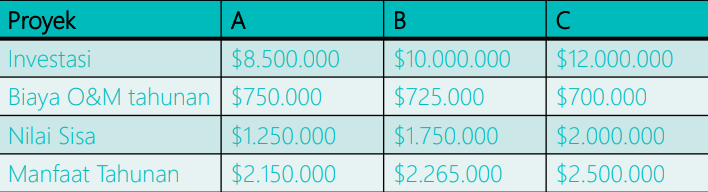 Proyek A B C
Investasi $8.500.000 $10.000.000 $12.000.000
Biaya O&M tahunan $750.000 $725.000 $700.000
Nilai Sisa $1.250.000 $1.750.000 $2.000.000
Manfaat Tahunan $2.150.000 $2.265.000 $2.500.000